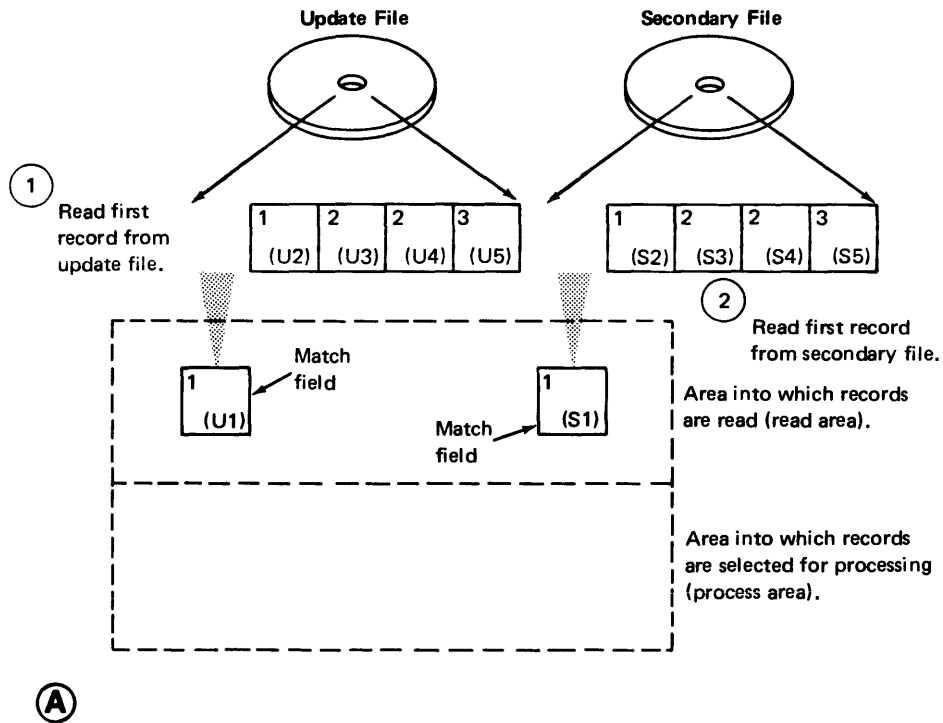 Update File
Secondary File
1
Read first
record from
update file.
1 2 2 3
(U2) (U3) (U4) (U5)
1 2 2 3
(S2) (S3) (S4) (S5)
2
Read first record
from secondary file.
1
(U1)
Match
field
1
(S1)
Match
field
Area into which records
are read (read area).
Area into which records
are selected for processing
(process area).
A